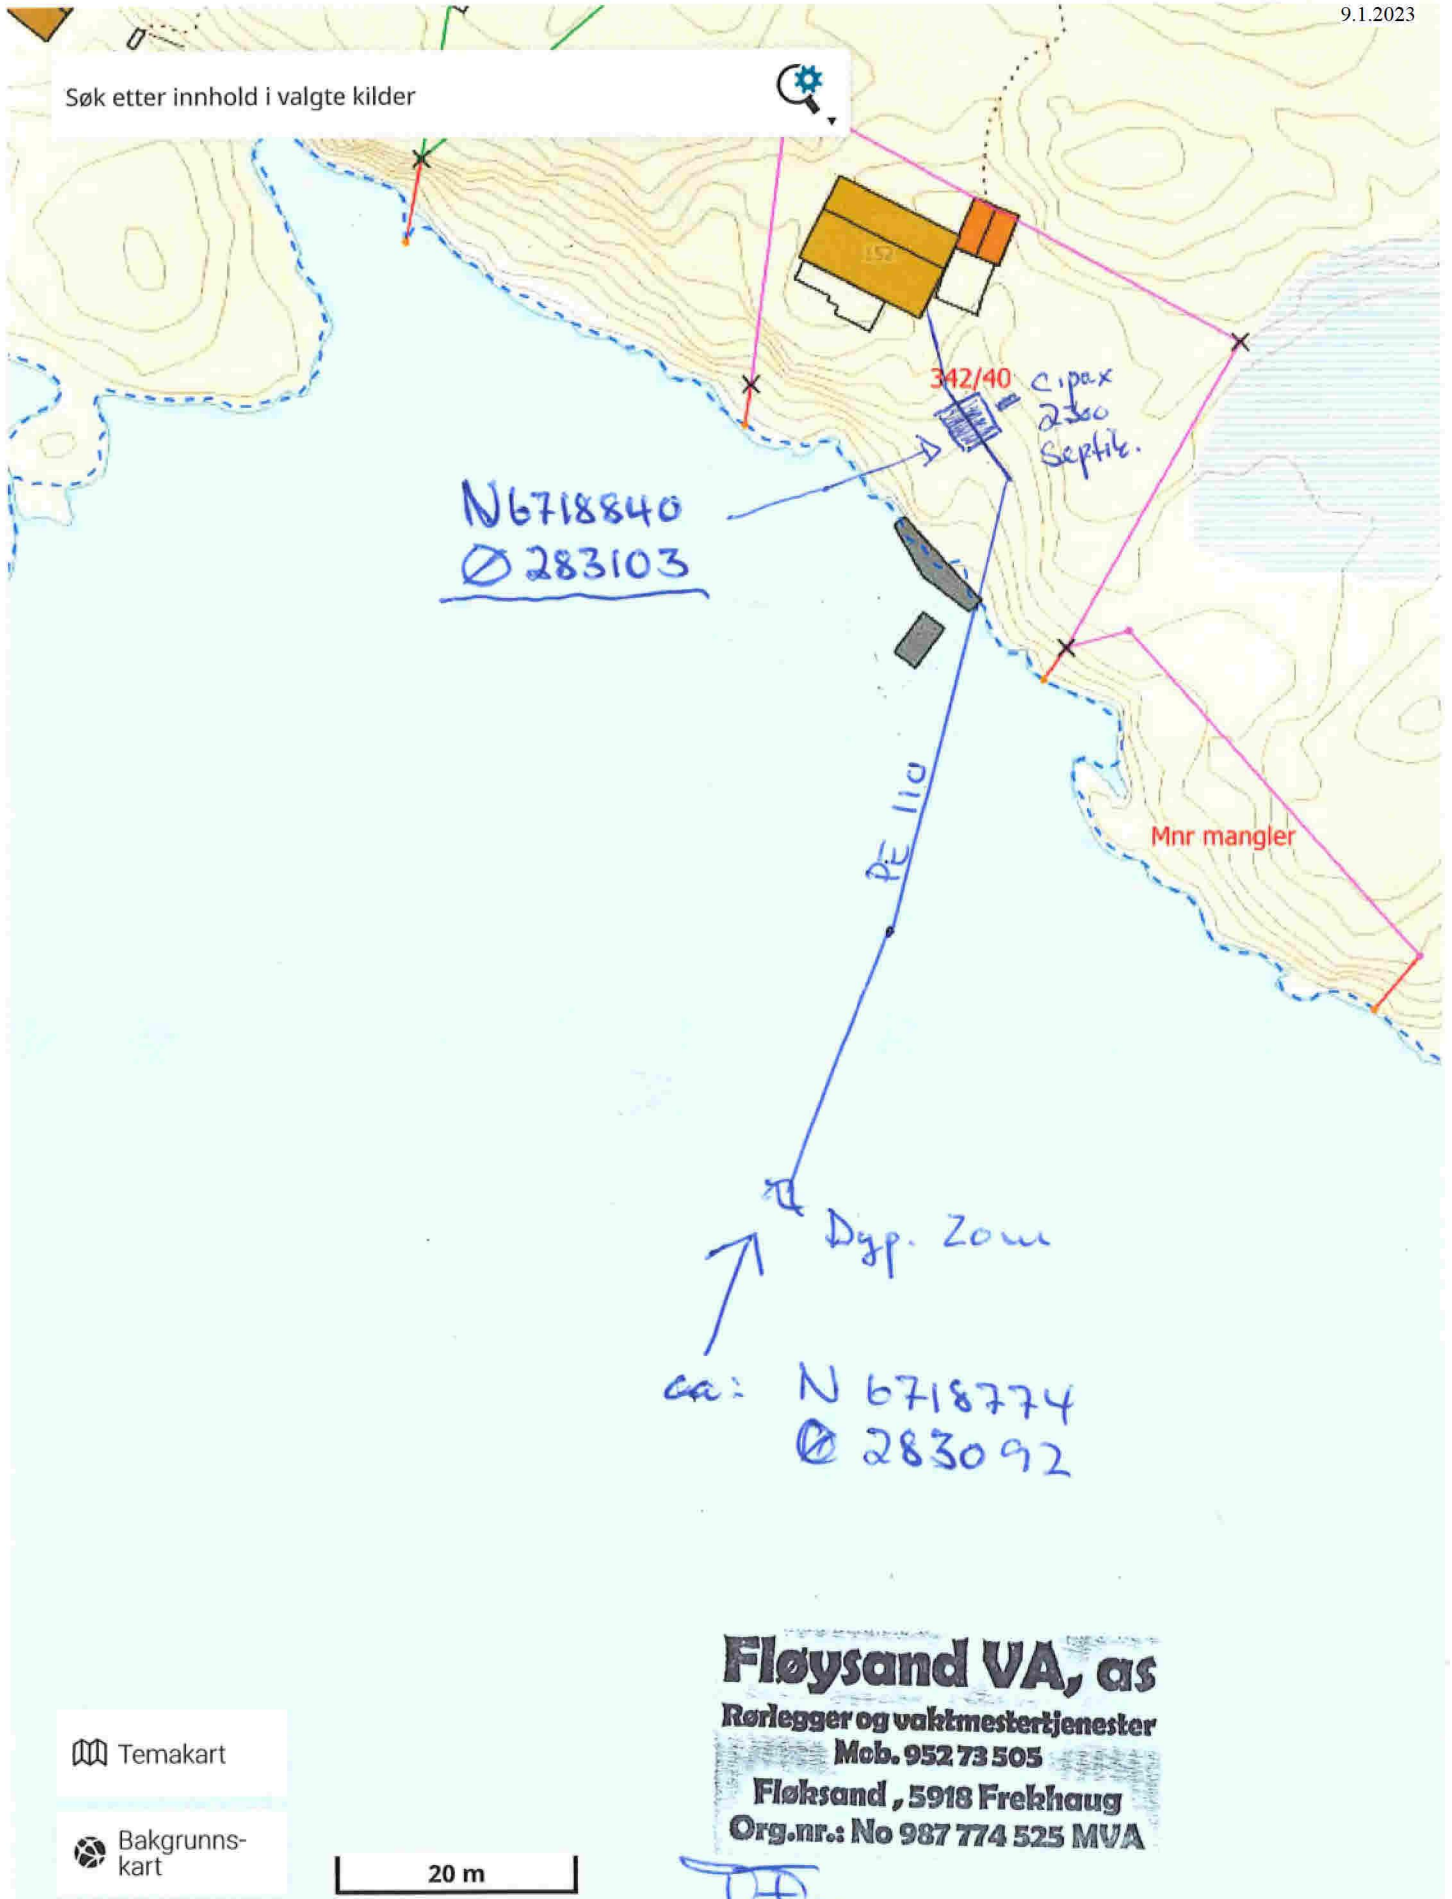 9.1.2023
Søk etter innhold i valgte kilder
152
342/40
Cipax
2300
Septik.
N 6718840
Ø 283103
PE 110
Mnr mangler
Dyp. 20m
ca: N 6718774
Ø 283092
Fløysand VA, as
Rørlegger og vaktmestertjenester
Mob. 952 73 505
Fløksand , 5918 Frekhaug
Org.nr.: No 987 774 525 MVA
Temakart
Bakgrunns-
kart
20 m